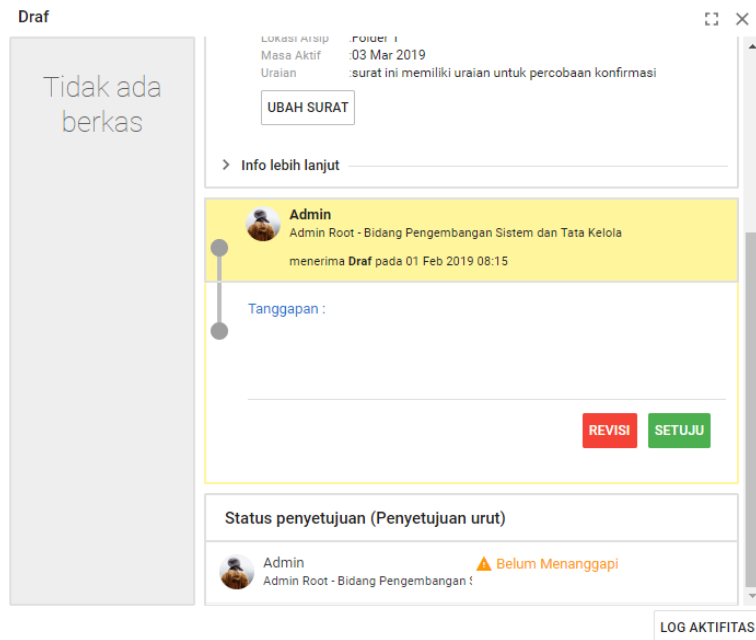 Draf
Tidak ada
berkas
Lokasi Arsip :Folder 1
Masa Aktif :03 Mar 2019
Uraian :surat ini memiliki uraian untuk percobaan konfirmasi
UBAH SURAT
Info lebih lanjut
Admin
Admin Root - Bidang Pengembangan Sistem dan Tata Kelola
menerima Draf pada 01 Feb 2019 08:15
Tanggapan :
REVISI SETUJU
Status penyetujuan (Penyetujuan urut)
Admin Belum Menanggapi
Admin Root - Bidang Pengembangan
LOG AKTIFITAS